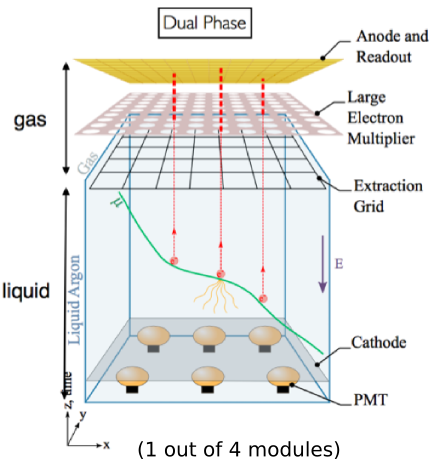 Dual Phase
Anode and
Readout
gas
Large
Electron
Multiplier
Gas
Extraction
Grid
μ
E
liquid
Liquid Argon
Cathode
PMT
z, time
y
x
(1 out of 4 modules)